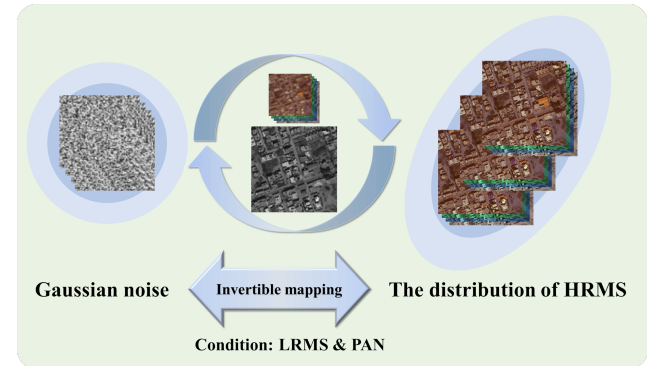 Gaussian noise
Invertible mapping
The distribution of HRMS
Condition: LRMS & PAN